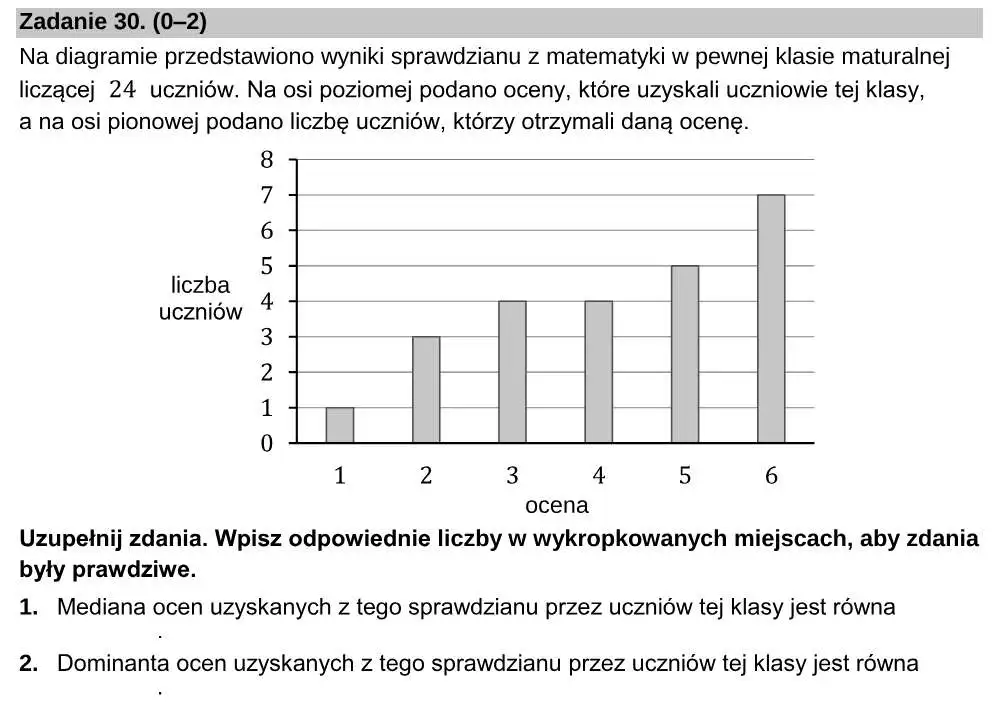 Zadanie 30. (0–2)
Na diagramie przedstawiono wyniki sprawdzianu z matematyki w pewnej klasie maturalnej
liczącej 24 uczniów. Na osi poziomej podano oceny, które uzyskali uczniowie tej klasy,
a na osi pionowej podano liczbę uczniów, którzy otrzymali daną ocenę.
8
7
6
5
4
3
2
1
0
liczba
uczniów
1 2 3 4 5 6
ocena
Uzupełnij zdania. Wpisz odpowiednie liczby w wykropkowanych miejscach, aby zdania
były prawdziwe.
1. Mediana ocen uzyskanych z tego sprawdzianu przez uczniów tej klasy jest równa
.
2. Dominanta ocen uzyskanych z tego sprawdzianu przez uczniów tej klasy jest równa
.